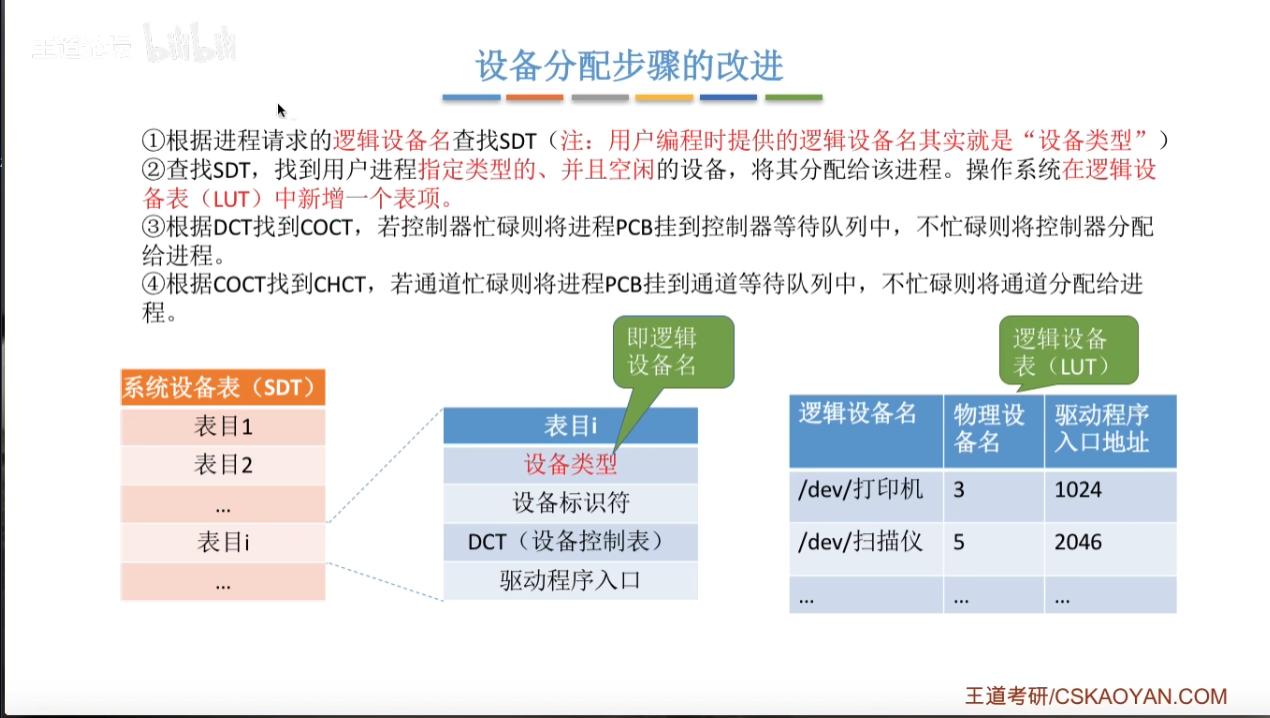 王道论坛 bilibili
设备分配步骤的改进
①根据进程请求的逻辑设备名查找SDT（注：用户编程时提供的逻辑设备名其实就是“设备类型”）
②查找SDT，找到用户进程指定类型的、并且空闲的设备，将其分配给该进程。操作系统在逻辑设
备表（LUT）中新增一个表项。
③根据DCT找到COCT，若控制器忙碌则将进程PCB挂到控制器等待队列中，不忙碌则将控制器分配
给进程。
④根据COCT找到CHCT，若通道忙碌则将进程PCB挂到通道等待队列中，不忙碌则将通道分配给进
程。
即逻辑
设备名
逻辑设备
表（LUT）
系统设备表（SDT）
表目1
表目2
...
表目i
...
表目i
设备类型
设备标识符
DCT（设备控制表）
驱动程序入口
逻辑设备名 物理设 驱动程序
备名 入口地址
/dev/打印机 3 1024
/dev/扫描仪 5 2046
... ... ...
王道考研/CSKAOYAN.COM